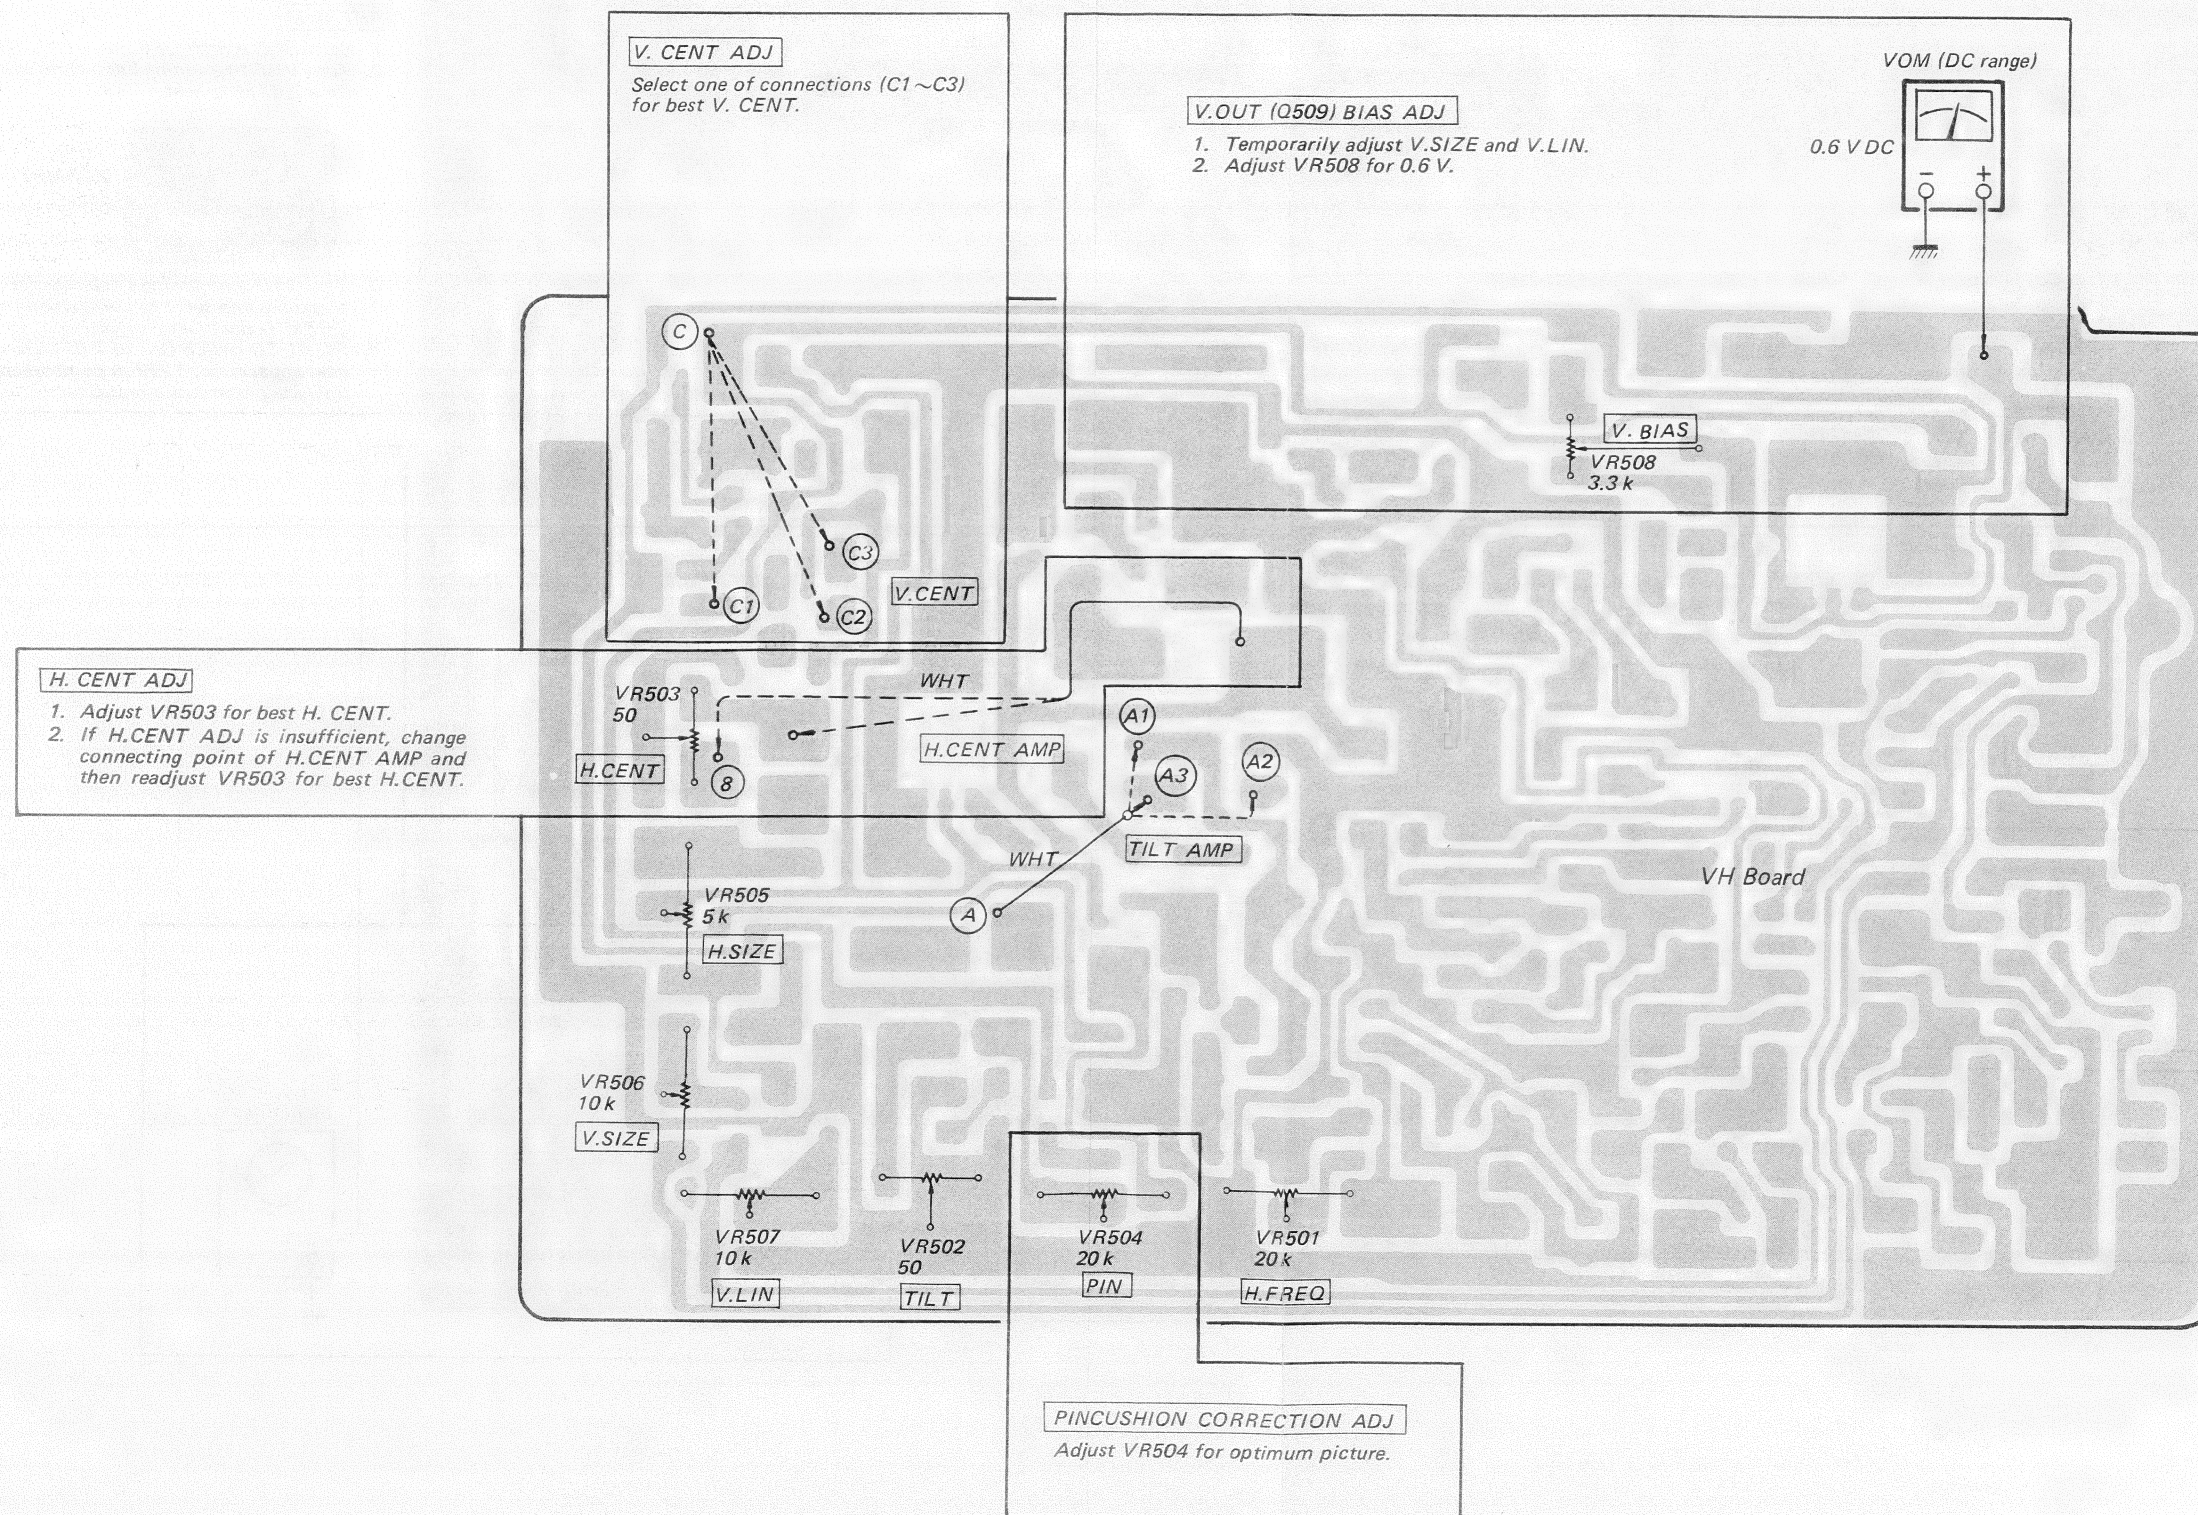 V. CENT ADJ
Select one of connections (C1~C3)
for best V. CENT.
V.OUT (Q509) BIAS ADJ
1. Temporarily adjust V.SIZE and V.LIN.
2. Adjust VR508 for 0.6 V.
VOM (DC range)
0.6 V DC
− +
C
V. BIAS
VR508
3.3 k
C3
C1
C2
V.CENT
H. CENT ADJ
1. Adjust VR503 for best H. CENT.
2. If H.CENT ADJ is insufficient, change
connecting point of H.CENT AMP and
then readjust VR503 for best H.CENT.
VR503
50
H.CENT
8
WHT
H.CENT AMP
A1
A3
A2
TILT AMP
WHT
A
VR505
5 k
H.SIZE
VH Board
VR506
10 k
V.SIZE
VR507
10 k
V.LIN
VR502
50
TILT
VR504
20 k
PIN
VR501
20 k
H.FREQ
PINCUSHION CORRECTION ADJ
Adjust VR504 for optimum picture.